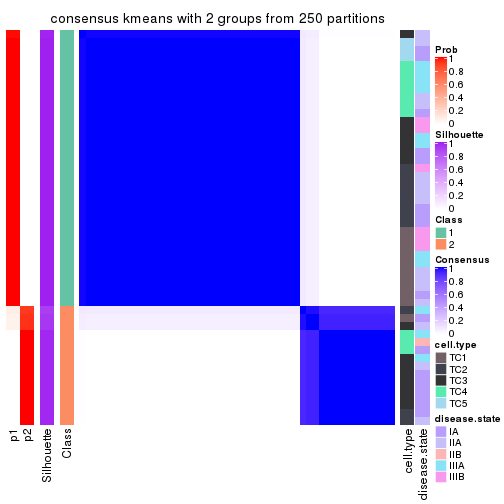 consensus kmeans with 2 groups from 250 partitions
p1
p2
Silhouette
Class
cell.type
disease.state
Prob
1
0.8
0.6
0.4
0.2
0
Silhouette
1
0.8
0.6
0.4
0.2
0
Class
1
2
Consensus
1
0.8
0.6
0.4
0.2
0
cell.type
TC1
TC2
TC3
TC4
TC5
disease.state
IA
IIA
IIB
IIIA
IIIB